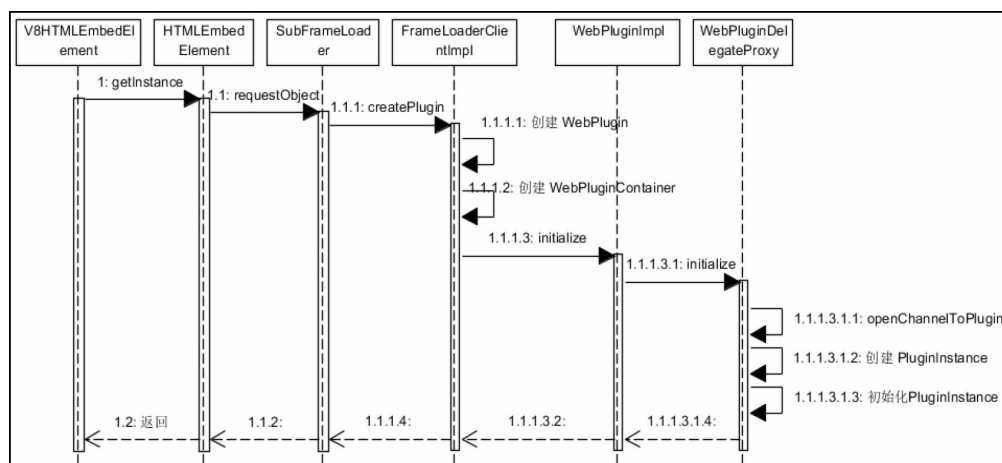 V8HTMLEmbedEl
ement
HTMLEmbed
Element
SubFrameLoad
er
FrameLoaderClie
ntImpl
WebPluginImpl
WebPluginDel
egateProxy
1: getInstance
1.1: requestObject
1.1.1: createPlugin
1.1.1.1: 创建 WebPlugin
1.1.1.2: 创建 WebPluginContainer
1.1.1.3: initialize
1.1.1.3.1: initialize
1.1.1.3.1.1: openChannelToPlugin
1.1.1.3.1.2: 创建 PluginInstance
1.1.1.3.1.3: 初始化PluginInstance
1.2: 返回
1.1.2:
1.1.1.4:
1.1.1.3.2:
1.1.1.3.1.4: